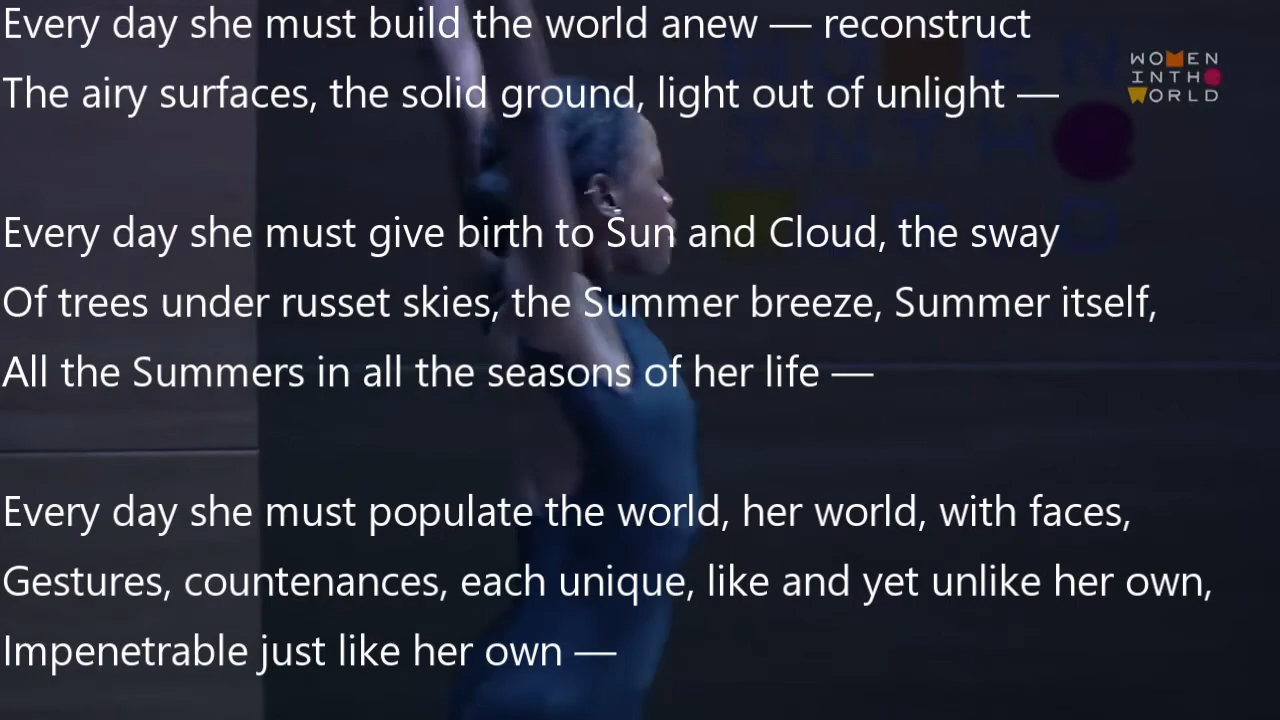 Every day she must build the world anew — reconstruct
The airy surfaces, the solid ground, light out of unlight —
Every day she must give birth to Sun and Cloud, the sway
Of trees under russet skies, the Summer breeze, Summer itself,
All the Summers in all the seasons of her life —
Every day she must populate the world, her world, with faces,
Gestures, countenances, each unique, like and yet unlike her own,
Impenetrable just like her own —
WOMEN
INTHE
WORLD
WOMEN
INTHE
WORLD